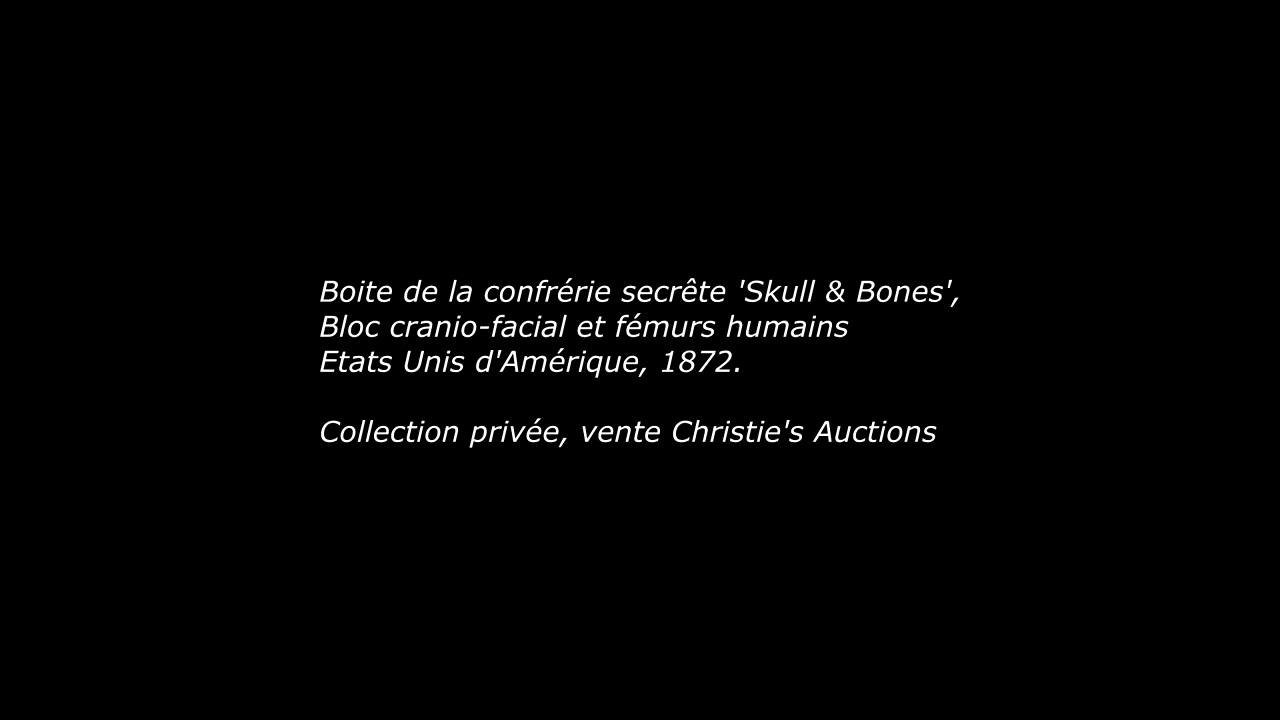 Boite de la confrérie secrête 'Skull & Bones',
Bloc cranio-facial et fémurs humains
Etats Unis d'Amérique, 1872.
Collection privée, vente Christie's Auctions